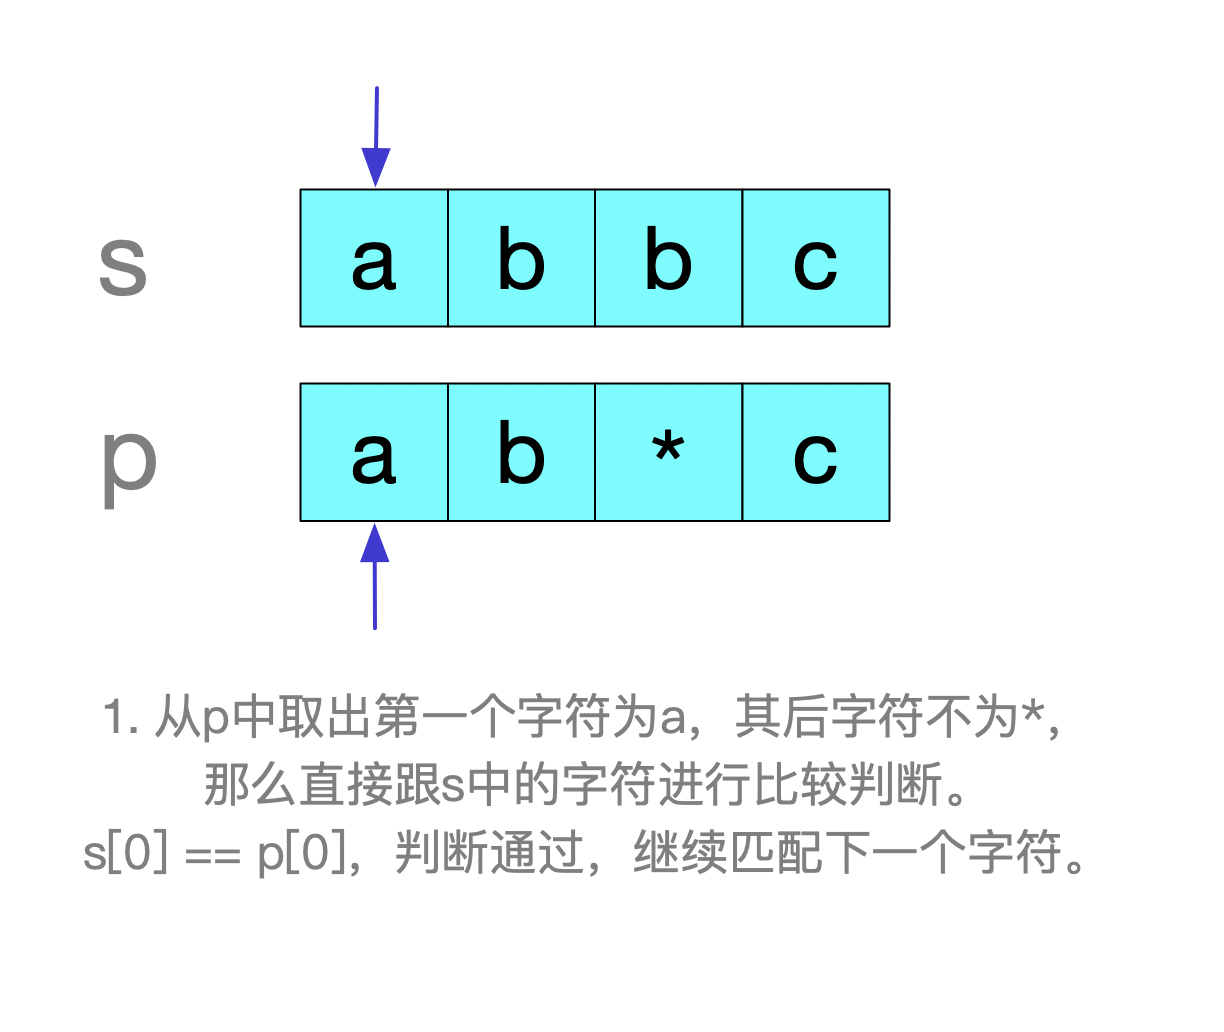 s a b b c
p a b * c
1. 从p中取出第一个字符为a，其后字符不为*，
那么直接跟s中的字符进行比较判断。
s[0] == p[0]，判断通过，继续匹配下一个字符。